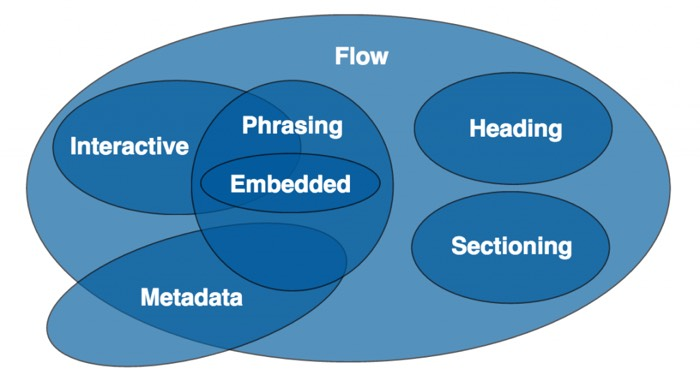 Flow
Interactive
Phrasing
Heading
Embedded
Sectioning
Metadata